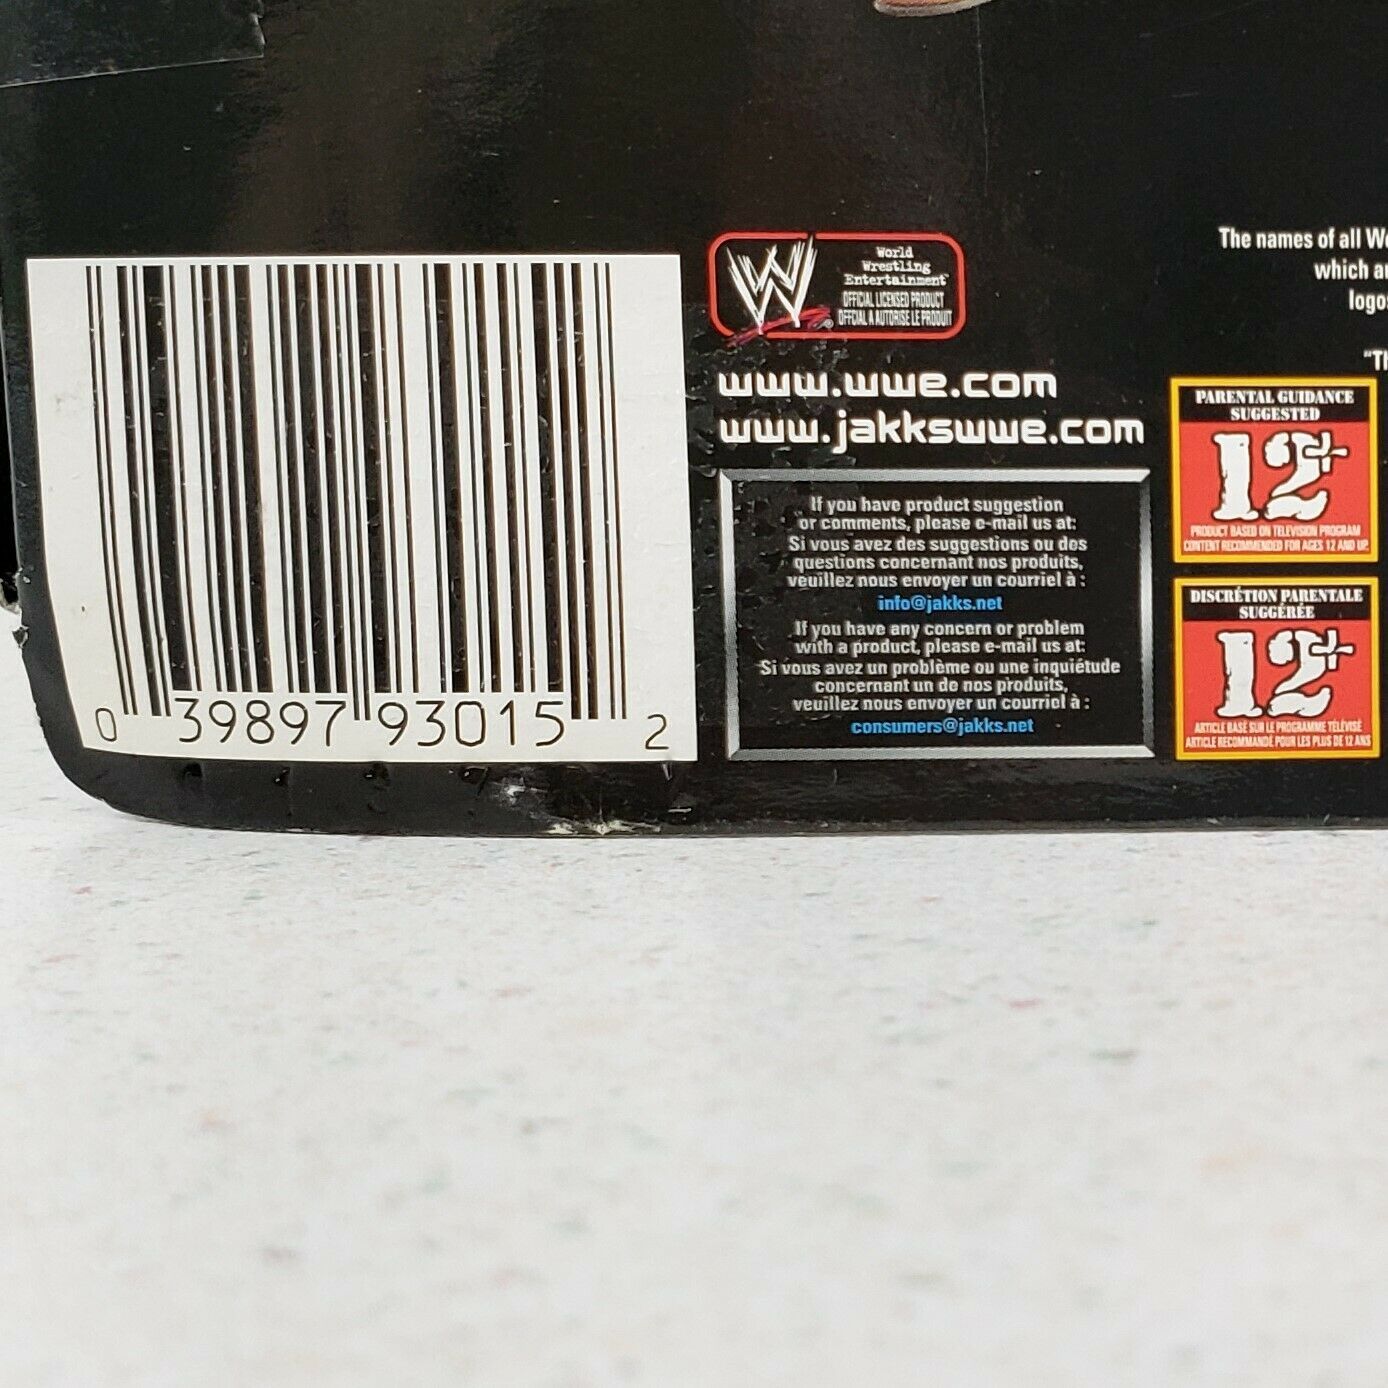 World
Wrestling
Entertainment
OFFICIAL LICENSED PRODUCT
OFFCIAL A AUTORISE LE PRODUIT
www.wwe.com
www.jakkswwe.com
If you have product suggestion
or comments, please e-mail us at:
Si vous avez des suggestions ou des
questions concernant nos produits,
veuillez nous envoyer un courriel à :
info@jakks.net
If you have any concern or problem
with a product, please e-mail us at:
Si vous avez un problème ou une inquiétude
concernant un de nos produits,
veuillez nous envoyer un courriel à :
consumers@jakks.net
0 39897 93015 2
The names of all
which
PARENTAL GUIDANCE
SUGGESTED
12+
PRODUCT BASED ON TELEVISION PROGRAM
CONTENT RECOMMENDED FOR AGES 12 AND UP.
DISCRÉTION PARENTALE
SUGGÉRÉE
12+
ARTICLE BASÉ SUR LE PROGRAMME TÉLÉVISÉ
ARTICLE RECOMMANDÉ POUR LES PLUS DE 12 ANS